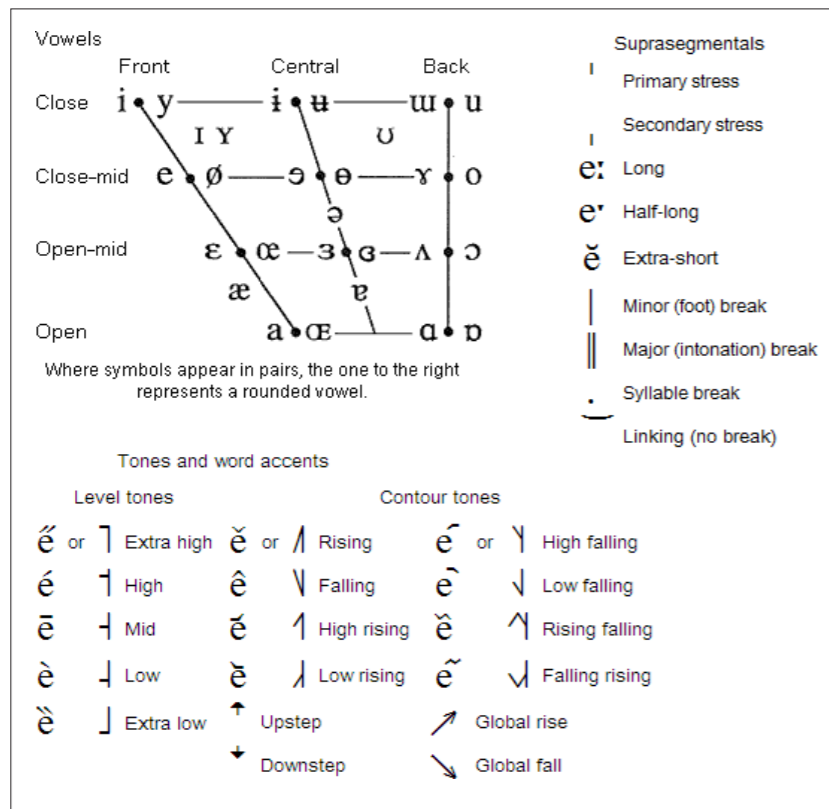 Vowels
Front Central Back
Close i y ɨ ʉ ɯ u
ɪ ʏ ʊ
Close-mid e ø ɘ ɵ ɤ o
ə
Open-mid ɛ œ ɜ ɞ ʌ ɔ
æ ɐ
Open a ɶ ɑ ɒ
Where symbols appear in pairs, the one to the right
represents a rounded vowel.
Suprasegmentals
ˈ Primary stress
ˌ Secondary stress
eː Long
eˑ Half-long
ĕ Extra-short
| Minor (foot) break
‖ Major (intonation) break
. Syllable break
‿ Linking (no break)
Tones and word accents
Level tones Contour tones
e̋ or ˥ Extra high ě or ˩˥ Rising e᷇ or High falling
é ˦ High ê ˥˩ Falling e Low falling
ē ˧ Mid e᷄ High rising e Rising falling
è ˨ Low e᷅ Low rising e Falling rising
ȅ ˩ Extra low ꜛ Upstep ↗ Global rise
ꜜ Downstep ↘ Global fall